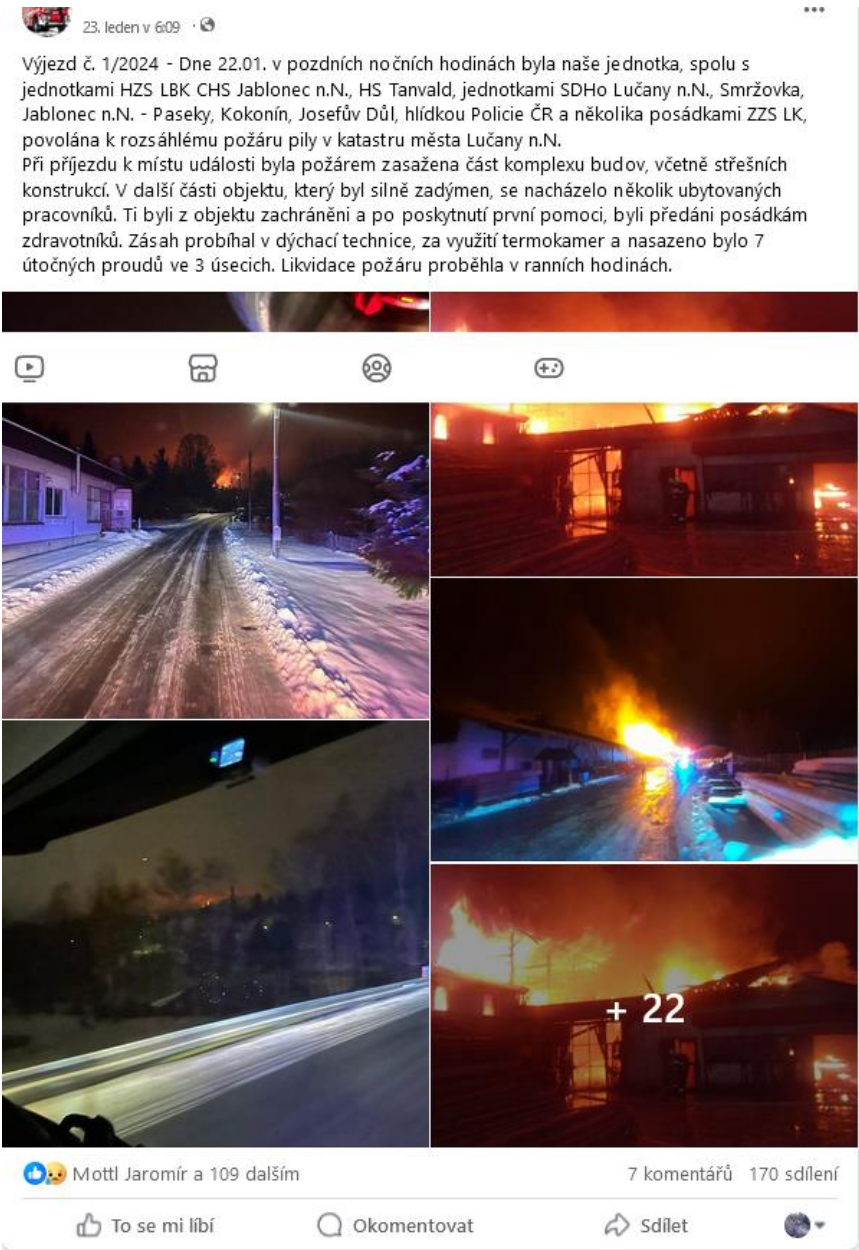 23. leden v 6:09 ·
Výjezd č. 1/2024 - Dne 22.01. v pozdních nočních hodinách byla naše jednotka, spolu s
jednotkami HZS LBK CHS Jablonec n.N., HS Tanvald, jednotkami SDHo Lučany n.N., Smržovka,
Jablonec n.N. - Paseky, Kokonín, Josefův Důl, hlídkou Policie ČR a několika posádkami ZZS LK,
povolána k rozsáhlému požáru pily v katastru města Lučany n.N.
Při příjezdu k místu události byla požárem zasažena část komplexu budov, včetně střešních
konstrukcí. V další části objektu, který byl silně zadýmen, se nacházelo několik ubytovaných
pracovníků. Ti byli z objektu zachráněni a po poskytnutí první pomoci, byli předáni posádkám
zdravotníků. Zásah probíhal v dýchací technice, za využití termokamer a nasazeno bylo 7
útočných proudů ve 3 úsecích. Likvidace požáru proběhla v ranních hodinách.
+ 22
Mottl Jaromír a 109 dalším
7 komentářů 170 sdílení
To se mi líbí
Okomentovat
Sdílet